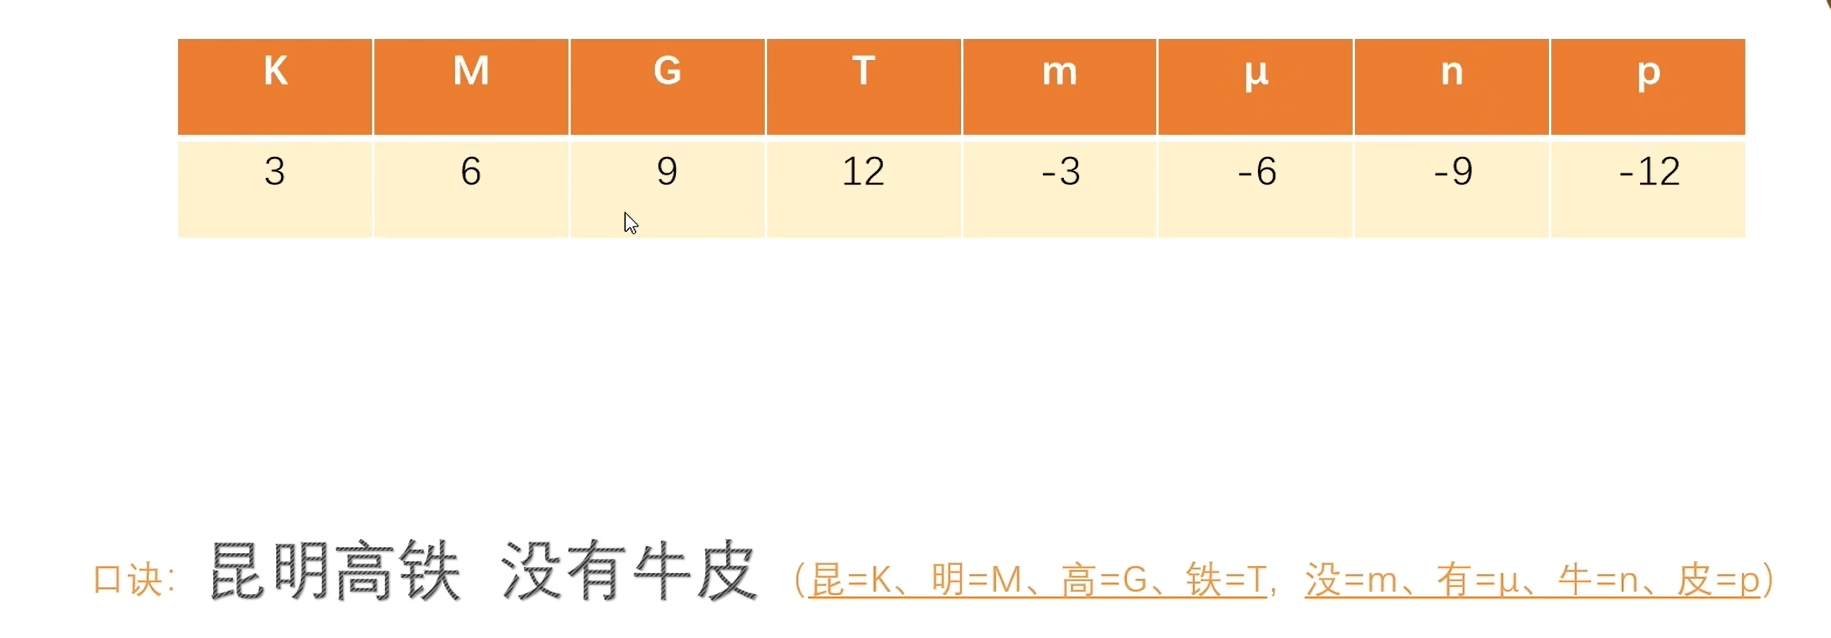 K M G T m μ n p
3 6 9 12 -3 -6 -9 -12
口诀：昆明高铁 没有牛皮（昆=K、明=M、高=G、铁=T，没=m、有=μ、牛=n、皮=p）